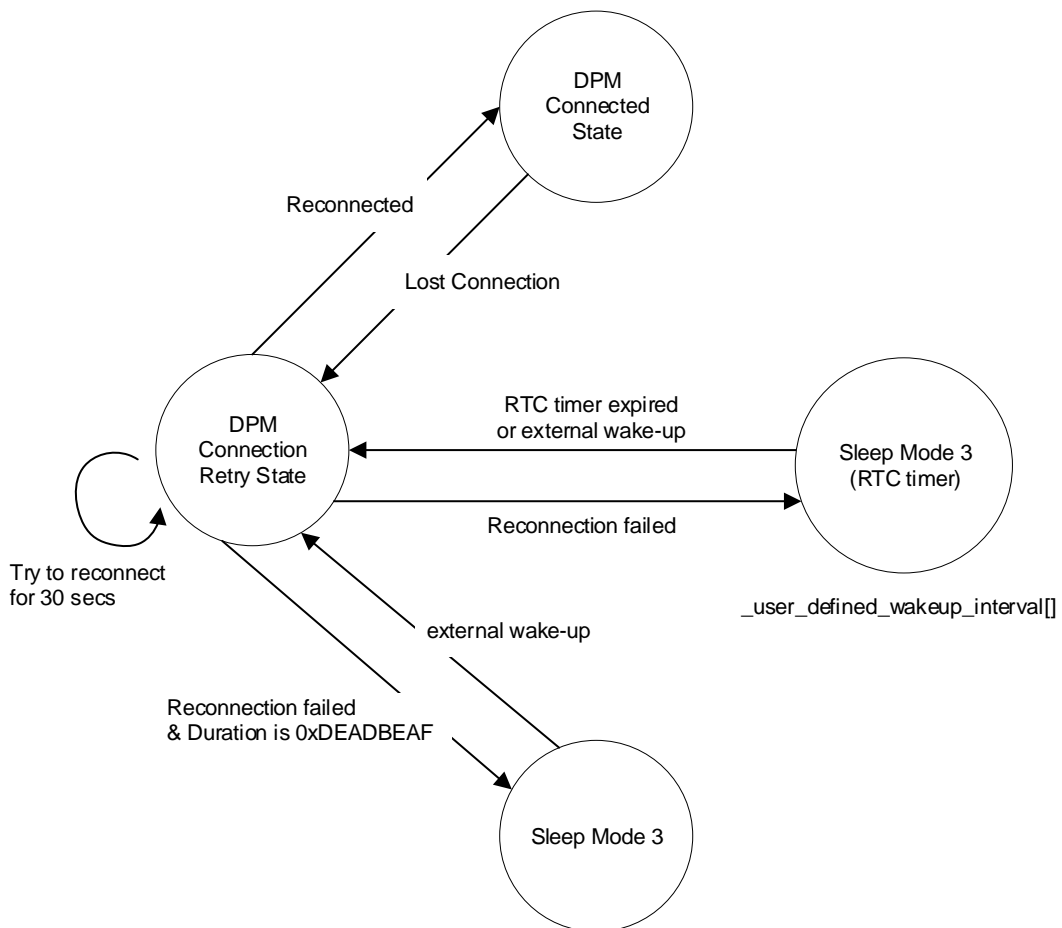 DPM
Connected
State
Reconnected
Lost Connection
RTC timer expired
or external wake-up
DPM
Connection
Retry State
Sleep Mode 3
(RTC timer)
Reconnection failed
Try to reconnect
for 30 secs
_user_defined_wakeup_interval[]
external wake-up
Reconnection failed
& Duration is 0xDEADBEAF
Sleep Mode 3